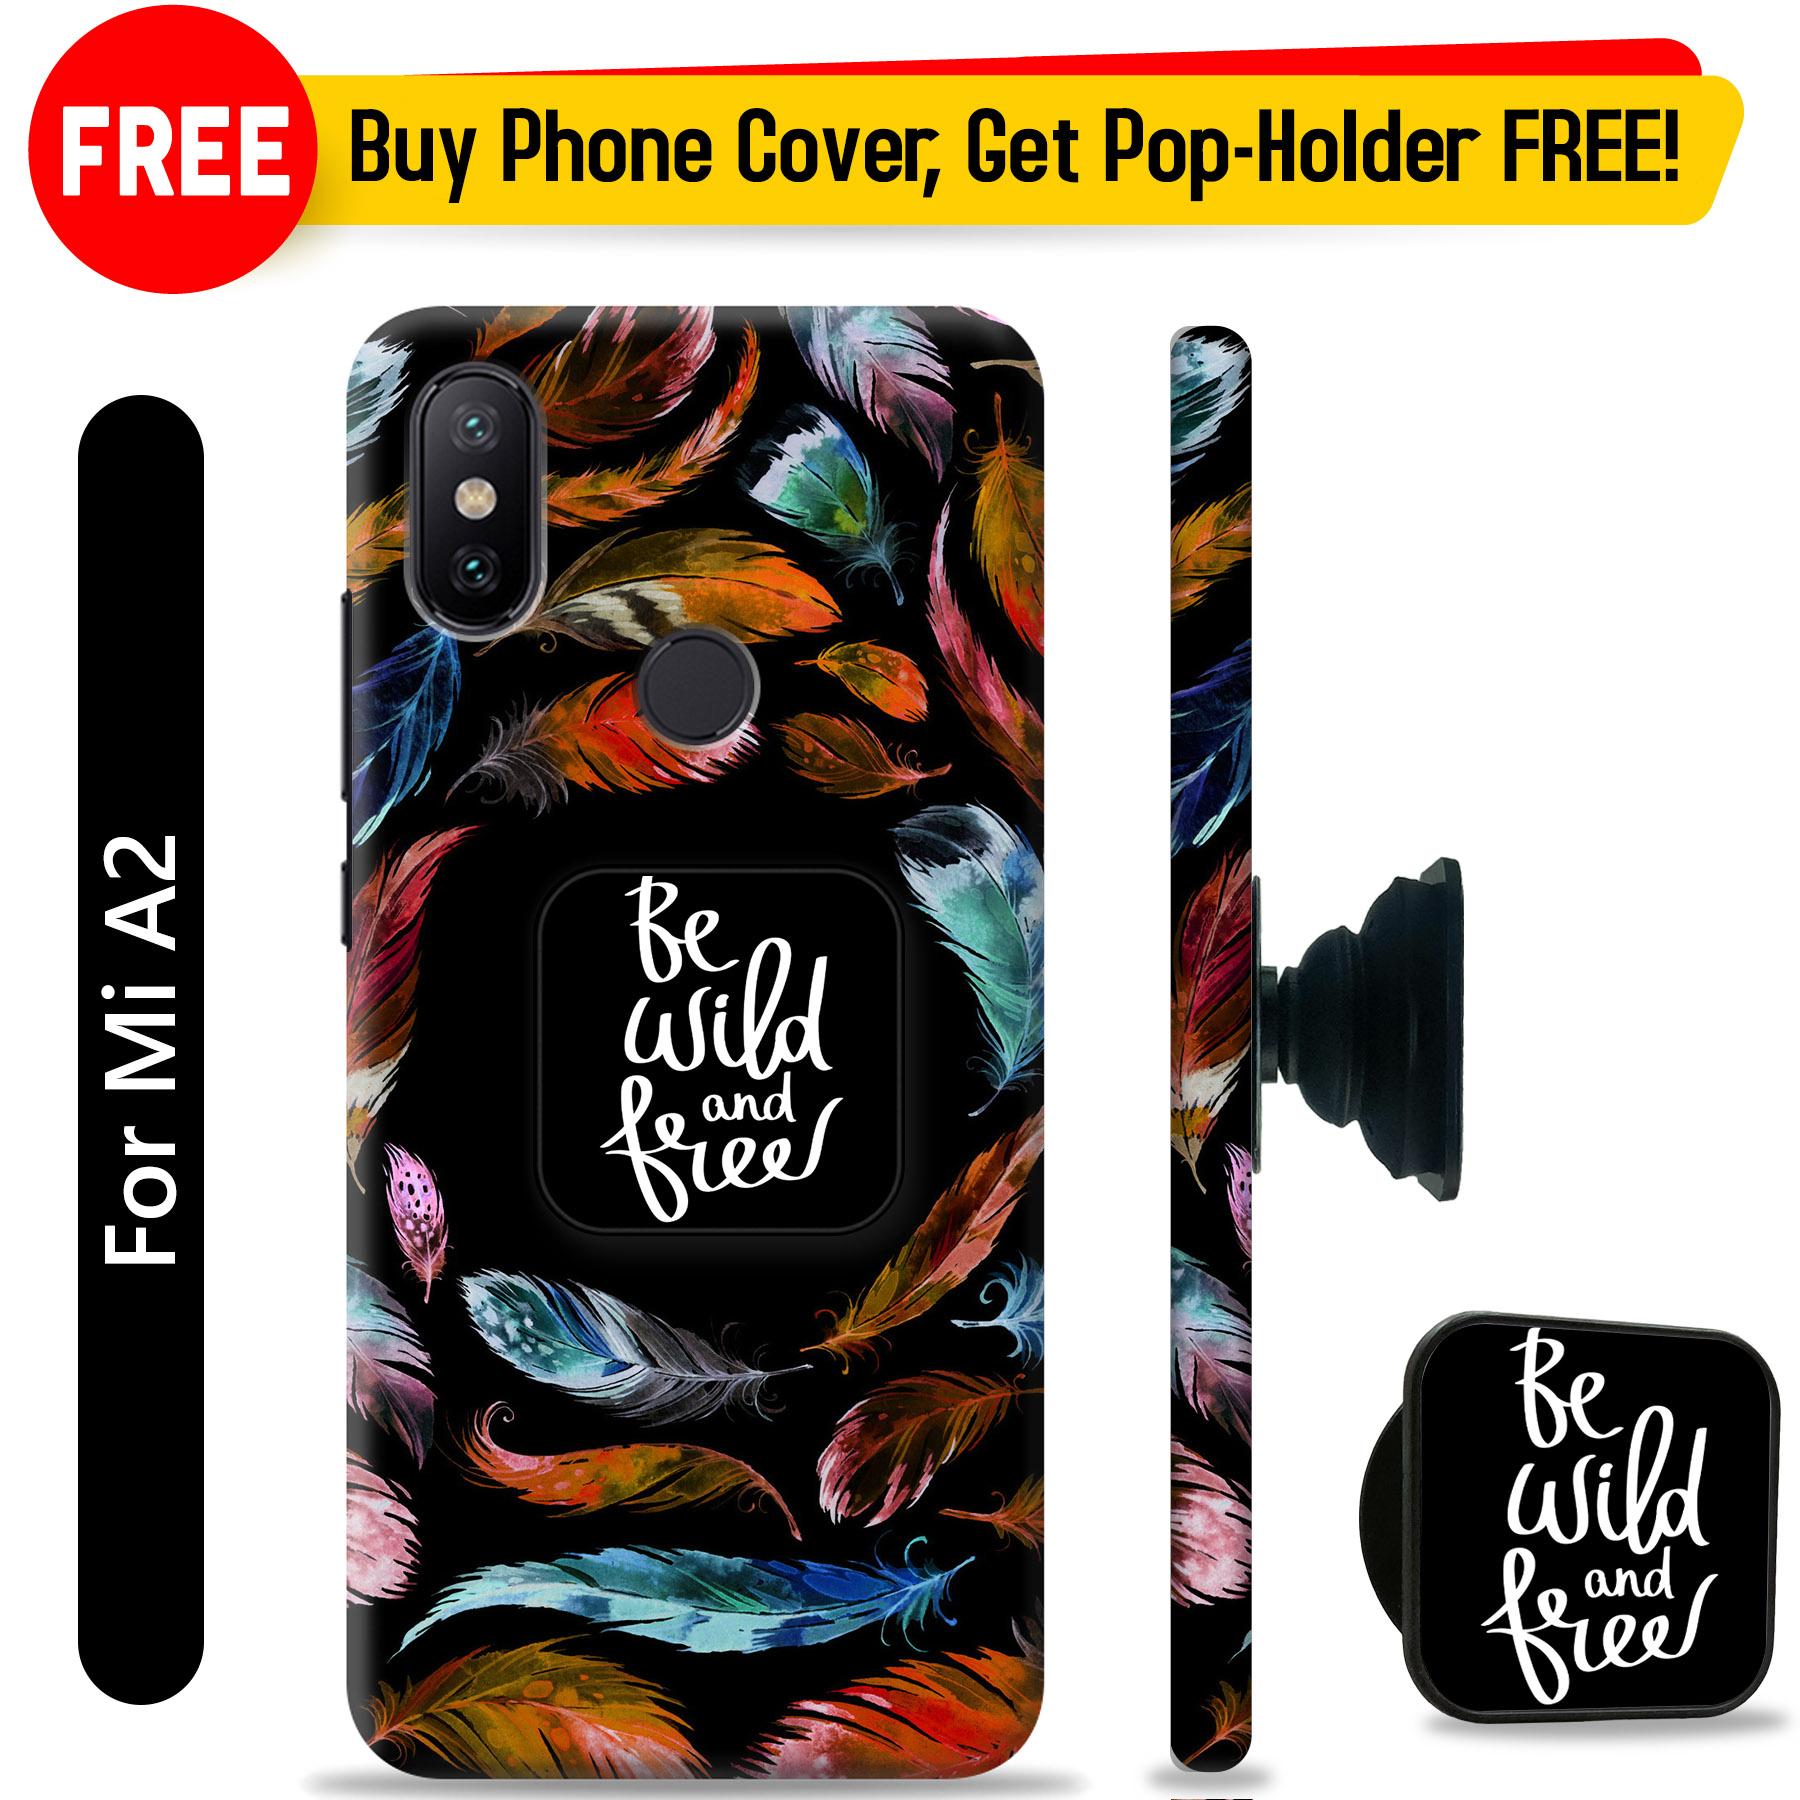 FREE
Buy Phone Cover, Get Pop-Holder FREE!
For Mi A2
Be
wild
and
free
Be
wild
and
free